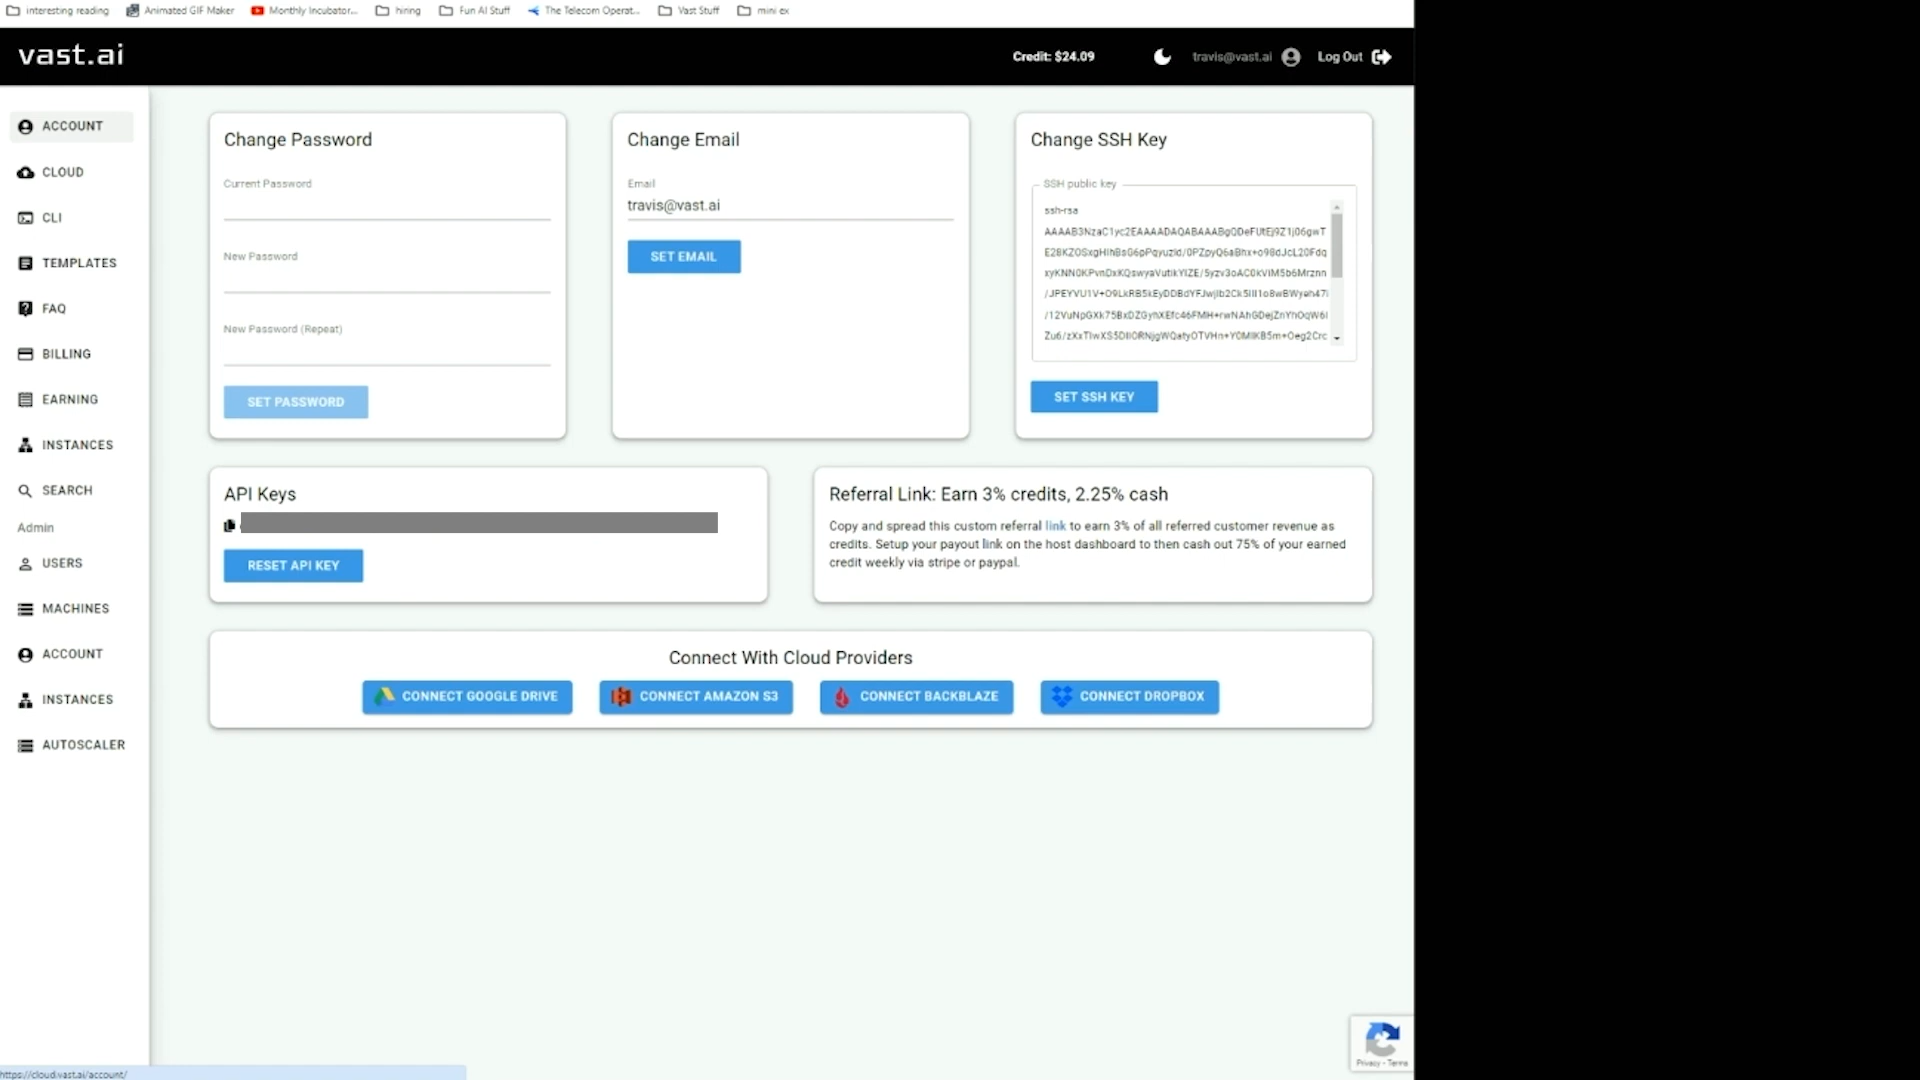 interesting reading
Animated GIF Maker
Monthly Incubator...
hiring
Fun AI Stuff
The Telecom Operat...
Vast Stuff
mini ex
vast.ai
Credit: $24.09
travis@vast.ai
Log Out
ACCOUNT
CLOUD
CLI
TEMPLATES
FAQ
BILLING
EARNING
INSTANCES
SEARCH
Admin
USERS
MACHINES
ACCOUNT
INSTANCES
AUTOSCALER
Change Password
Current Password
New Password
New Password (Repeat)
SET PASSWORD
Change Email
Email
travis@vast.ai
SET EMAIL
Change SSH Key
SSH public key
ssh-rsa
SET SSH KEY
API Keys
RESET API KEY
Referral Link: Earn 3% credits, 2.25% cash
Copy and spread this custom referral link to earn 3% of all referred customer revenue as
credits. Setup your payout link on the host dashboard to then cash out 75% of your earned
credit weekly via stripe or paypal.
Connect With Cloud Providers
CONNECT GOOGLE DRIVE
CONNECT AMAZON S3
CONNECT BACKBLAZE
CONNECT DROPBOX
Privacy - Terms
https://cloud.vast.ai/account/